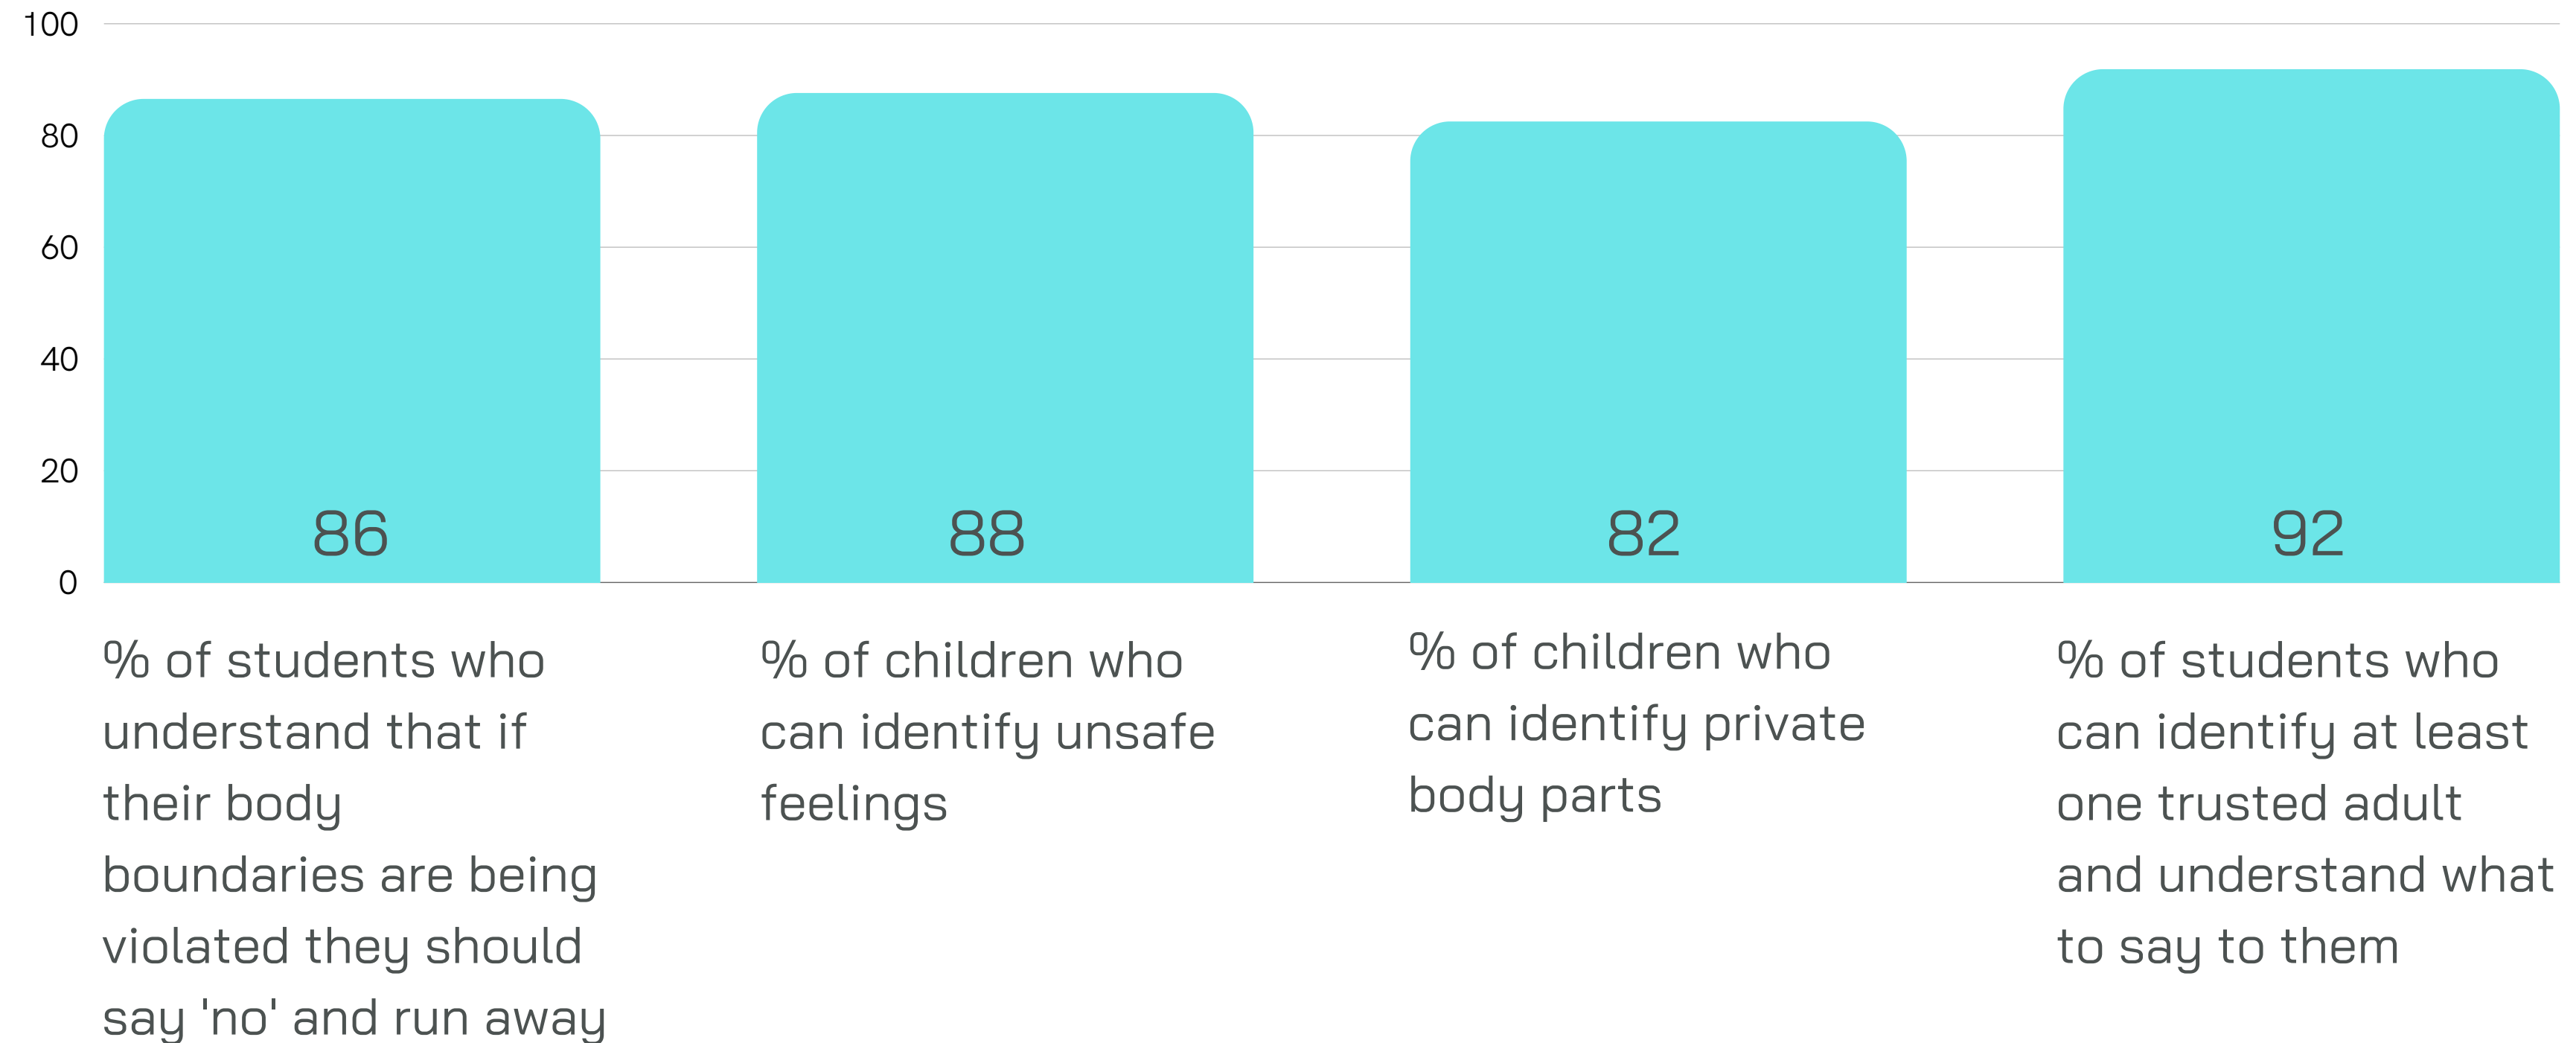 100
80
60
40
20
0
86
88
82
92
% of students who
understand that if
their body
boundaries are being
violated they should
say 'no' and run away
% of children who
can identify unsafe
feelings
% of children who
can identify private
body parts
% of students who
can identify at least
one trusted adult
and understand what
to say to them